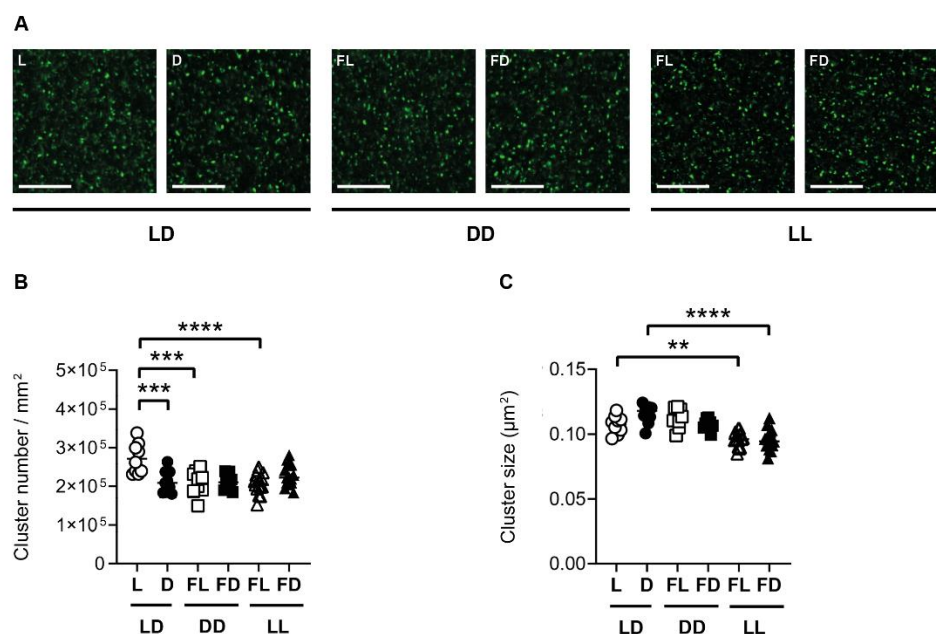 A
L D FL FD FL FD
LD DD LL
B
C
Cluster number / mm²
5×10⁵
4×10⁵
3×10⁵
2×10⁵
1×10⁵
0
****
***
***
L D FL FD FL FD
LD DD LL
Cluster size (μm²)
0.15
0.10
0.05
0.00
****
**
L D FL FD FL FD
LD DD LL